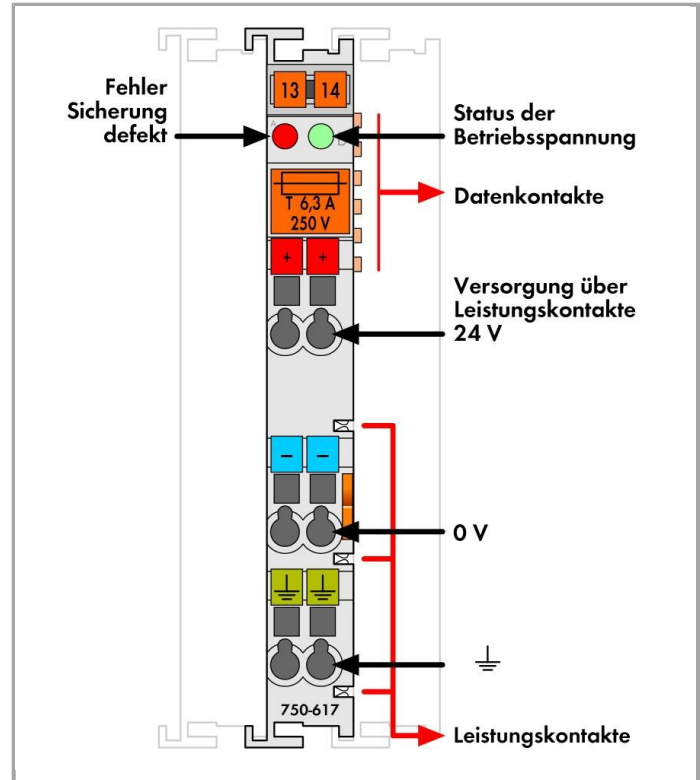 13 14
Fehler
Sicherung
defekt
A
Status der
Betriebsspannung
T 6,3 A
250 V
Datenkontakte
+ +
Versorgung über
Leistungskontakte
24 V
− −
0 V
750-617
Leistungskontakte